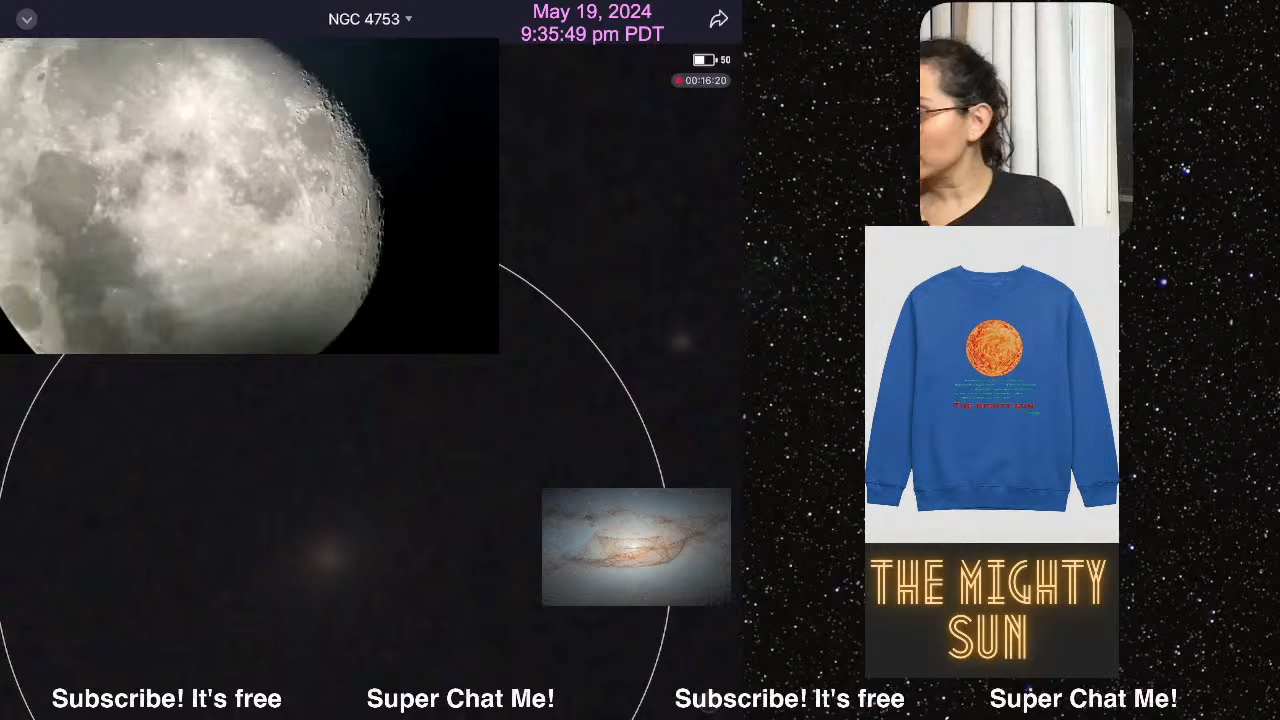 NGC 4753
May 19, 2024
9:35:49 pm PDT
50
00:16:20
THE MIGHTY SUN
THE MIGHTY
SUN
Subscribe! It's free Super Chat Me! Subscribe! It's free Super Chat Me!